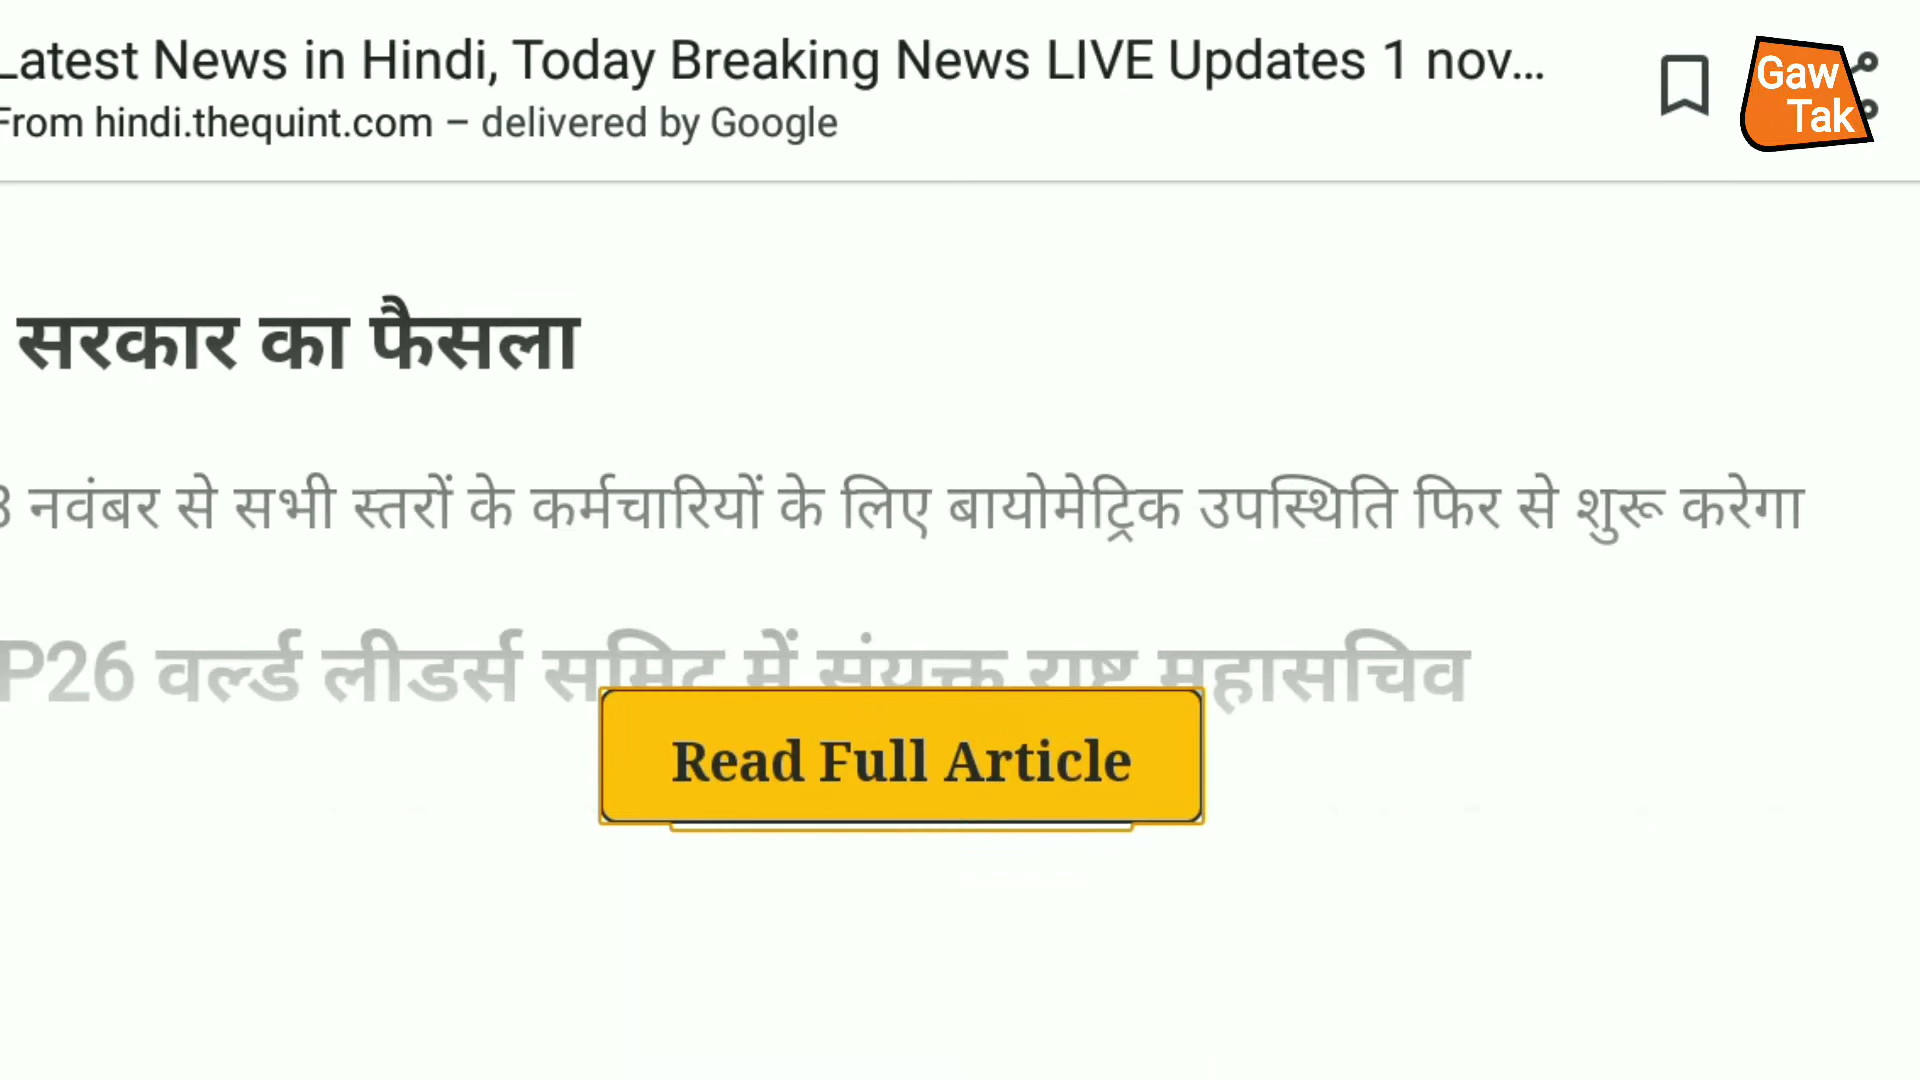 Latest News in Hindi, Today Breaking News LIVE Updates 1 nov...
From hindi.thequint.com – delivered by Google
Gaw
Tak
सरकार का फैसला
8 नवंबर से सभी स्तरों के कर्मचारियों के लिए बायोमेट्रिक उपस्थिति फिर से शुरू करेगा
P26 वर्ल्ड लीडर्स समिट में संयुक्त राष्ट्र महासचिव
Read Full Article